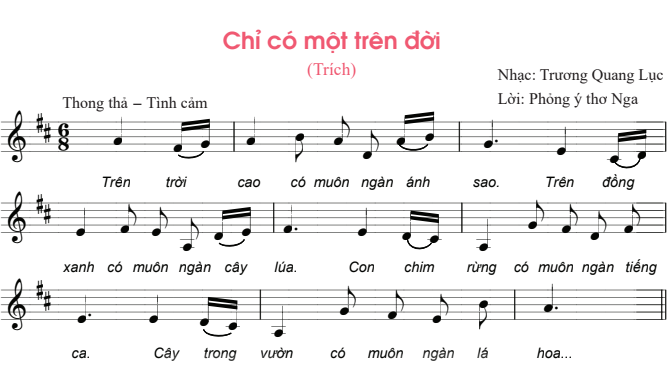 Chỉ có một trên đời
(Trích)
Nhạc: Trương Quang Lục
Thong thả – Tình cảm
Lời: Phỏng ý thơ Nga
6
8
Trên trời cao có muôn ngàn ánh sao. Trên đồng
xanh có muôn ngàn cây lúa. Con chim rừng có muôn ngàn tiếng
ca. Cây trong vườn có muôn ngàn lá hoa...